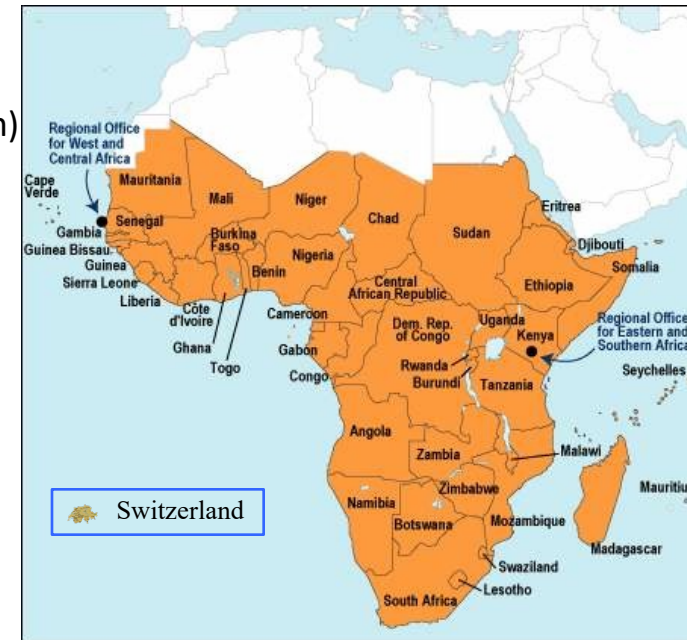 n)
Regional Office
for West and
Central Africa
Cape
Verde
Mauritania
Mali
Niger
Chad
Sudan
Eritrea
Senegal
Gambia
Burkina
Faso
Djibouti
Guinea Bissau
Guinea
Benin
Nigeria
Somalia
Sierra Leone
Liberia
Central
African Republic
Ethiopia
Côte
d'Ivoire
Cameroon
Uganda
Kenya
Regional Office
for Eastern and
Southern Africa
Ghana
Togo
Gabon
Dem. Rep.
of Congo
Rwanda
Burundi
Congo
Tanzania
Seychelles
Angola
Zambia
Malawi
Switzerland
Namibia
Zimbabwe
Mauritiu
Botswana
Mozambique
Madagascar
Swaziland
Lesotho
South Africa